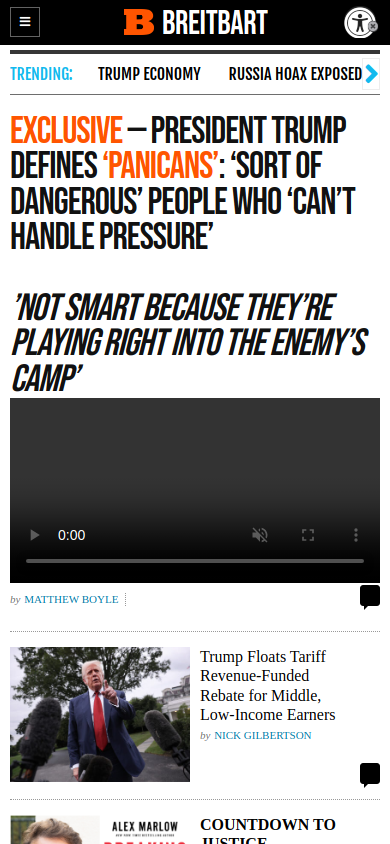 BREITBART
TRENDING:
TRUMP ECONOMY
RUSSIA HOAX EXPOSED
EXCLUSIVE — PRESIDENT TRUMP
DEFINES ‘PANICANS’: ‘SORT OF
DANGEROUS’ PEOPLE WHO ‘CAN’T
HANDLE PRESSURE’
’NOT SMART BECAUSE THEY’RE
PLAYING RIGHT INTO THE ENEMY’S
CAMP’
0:00
by MATTHEW BOYLE
Trump Floats Tariff
Revenue-Funded
Rebate for Middle,
Low-Income Earners
by NICK GILBERTSON
ALEX MARLOW
COUNTDOWN TO
JUSTICE